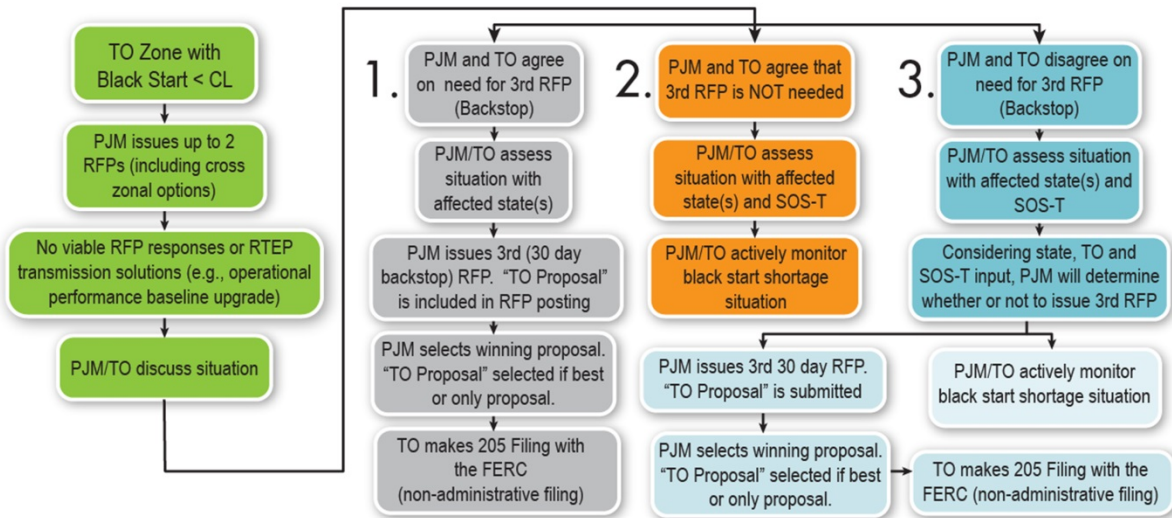 TO Zone with
Black Start < CL
PJM issues up to 2
RFPs (including cross
zonal options)
No viable RFP responses or RTEP
transmission solutions (e.g., operational
performance baseline upgrade)
PJM/TO discuss situation
1.
PJM and TO agree
on need for 3rd RFP
(Backstop)
PJM/TO assess
situation with
affected state(s)
PJM issues 3rd (30 day
backstop) RFP. “TO Proposal”
is included in RFP posting
PJM selects winning proposal.
“TO Proposal” selected if best
or only proposal.
TO makes 205 Filing with
the FERC
(non-administrative filing)
2.
PJM and TO agree that
3rd RFP is NOT needed
PJM/TO assess
situation with affected
state(s) and SOS-T
PJM/TO actively monitor
black start shortage
situation
3.
PJM and TO disagree on
need for 3rd RFP
(Backstop)
PJM/TO assess situation
with affected state(s) and
SOS-T
Considering state, TO and
SOS-T input, PJM will determine
whether or not to issue 3rd RFP
PJM issues 3rd 30 day RFP.
“TO Proposal” is submitted
PJM selects winning proposal.
“TO Proposal” selected if best
or only proposal.
PJM/TO actively monitor
black start shortage situation
TO makes 205 Filing with the
FERC (non-administrative filing)